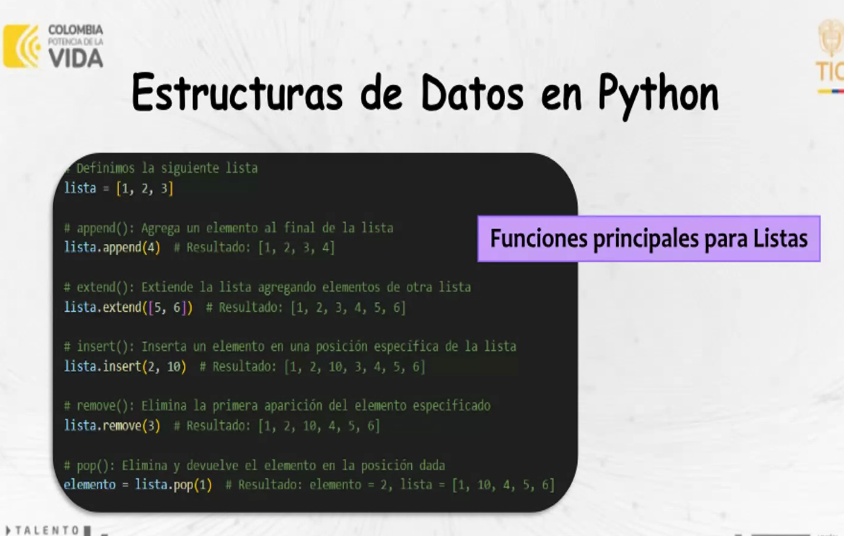 COLOMBIA
POTENCIA DE LA
VIDA
TIC
Estructuras de Datos en Python
# Definimos la siguiente lista
lista = [1, 2, 3]
# append(): Agrega un elemento al final de la lista
lista.append(4)  # Resultado: [1, 2, 3, 4]
Funciones principales para Listas
# extend(): Extiende la lista agregando elementos de otra lista
lista.extend([5, 6])  # Resultado: [1, 2, 3, 4, 5, 6]
# insert(): Inserta un elemento en una posición específica de la lista
lista.insert(2, 10)  # Resultado: [1, 2, 10, 3, 4, 5, 6]
# remove(): Elimina la primera aparición del elemento especificado
lista.remove(3)  # Resultado: [1, 2, 10, 4, 5, 6]
# pop(): Elimina y devuelve el elemento en la posición dada
elemento = lista.pop(1)  # Resultado: elemento = 2, lista = [1, 10, 4, 5, 6]
TALENTO